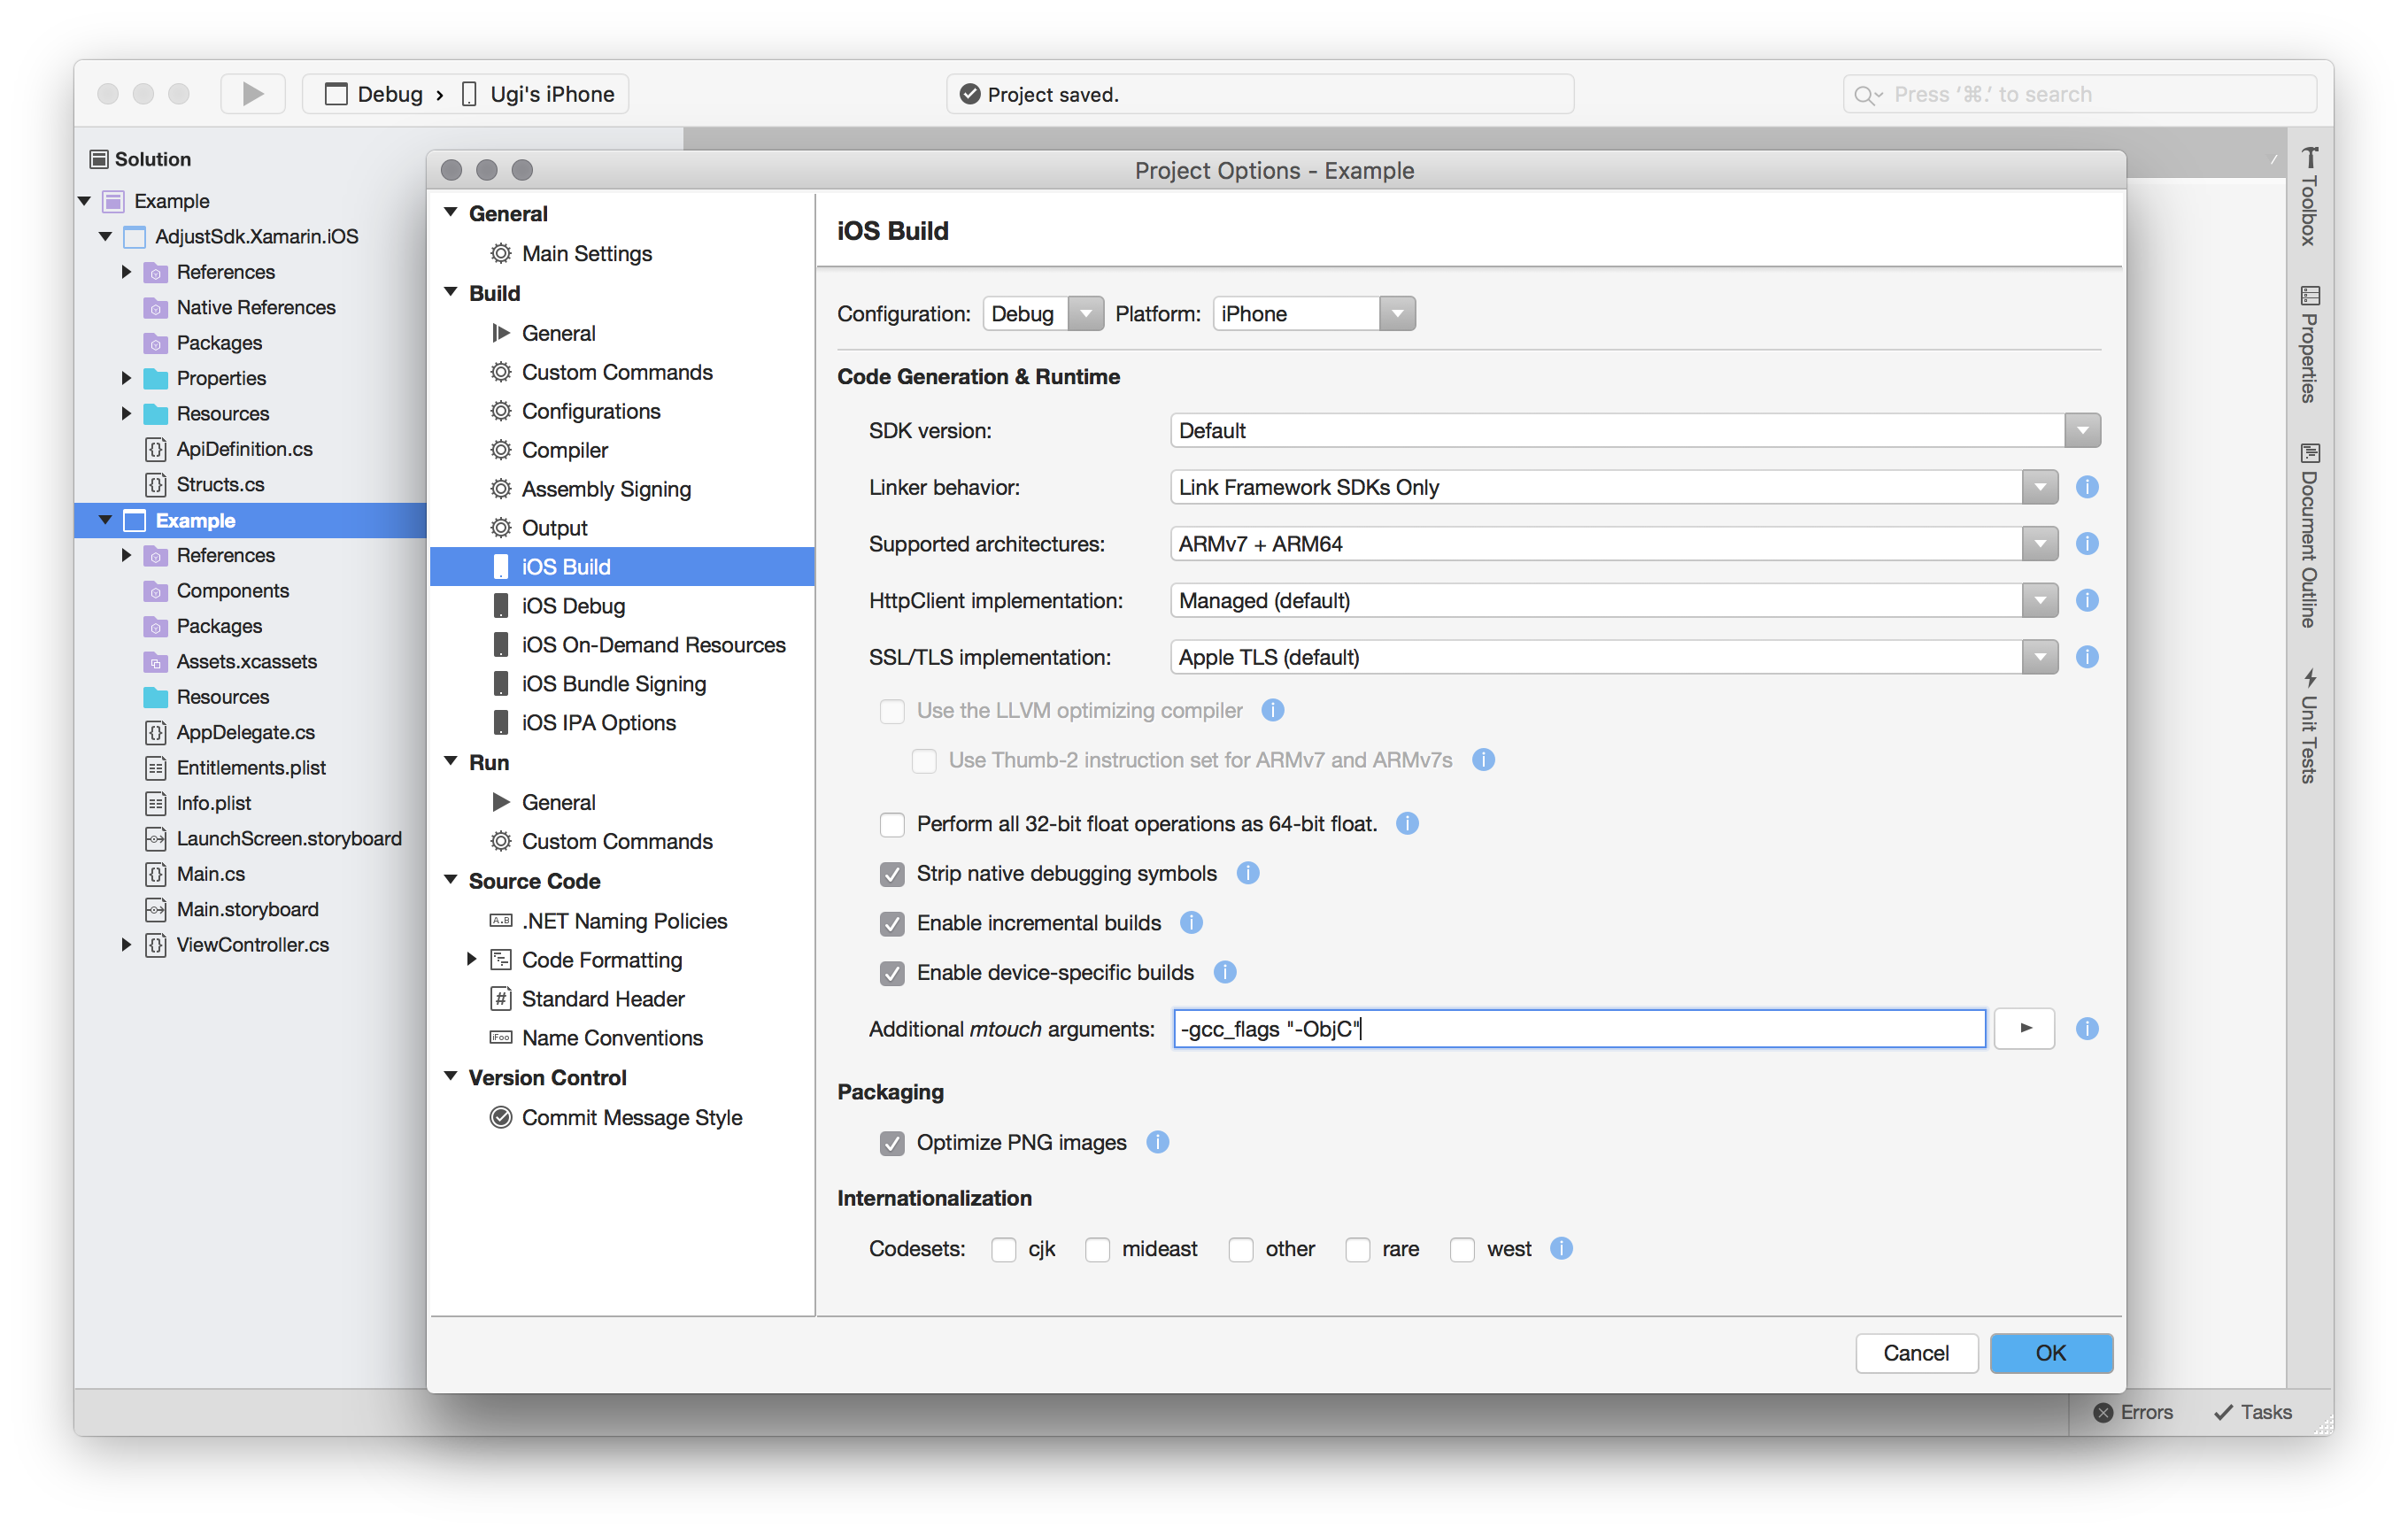 Debug › Ugi's iPhone
Project saved.
Press ‘⌘.’ to search
Solution
Example
AdjustSdk.Xamarin.iOS
References
Native References
Packages
Properties
Resources
ApiDefinition.cs
Structs.cs
Example
References
Components
Packages
Assets.xcassets
Resources
AppDelegate.cs
Entitlements.plist
Info.plist
LaunchScreen.storyboard
Main.cs
Main.storyboard
ViewController.cs
Project Options - Example
General
Main Settings
Build
General
Custom Commands
Configurations
Compiler
Assembly Signing
Output
iOS Build
iOS Debug
iOS On-Demand Resources
iOS Bundle Signing
iOS IPA Options
Run
General
Custom Commands
Source Code
.NET Naming Policies
Code Formatting
Standard Header
Name Conventions
Version Control
Commit Message Style
iOS Build
Configuration: Debug Platform: iPhone
Code Generation & Runtime
SDK version: Default
Linker behavior: Link Framework SDKs Only
Supported architectures: ARMv7 + ARM64
HttpClient implementation: Managed (default)
SSL/TLS implementation: Apple TLS (default)
Use the LLVM optimizing compiler
Use Thumb-2 instruction set for ARMv7 and ARMv7s
Perform all 32-bit float operations as 64-bit float.
Strip native debugging symbols
Enable incremental builds
Enable device-specific builds
Additional mtouch arguments: -gcc_flags "-ObjC"
Packaging
Optimize PNG images
Internationalization
Codesets: cjk mideast other rare west
Cancel OK
Toolbox
Properties
Document Outline
Unit Tests
Errors Tasks